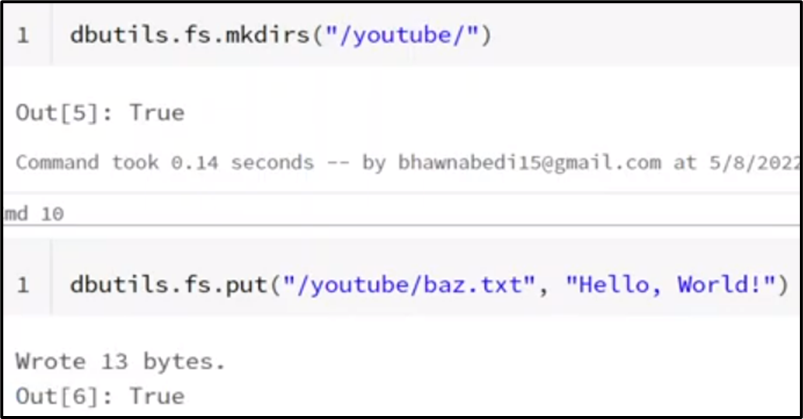 1 dbutils.fs.mkdirs("/youtube/")
Out[5]: True
Command took 0.14 seconds -- by bhawnabedi15@gmail.com at 5/8/2022
md 10
1 dbutils.fs.put("/youtube/baz.txt", "Hello, World!")
Wrote 13 bytes.
Out[6]: True